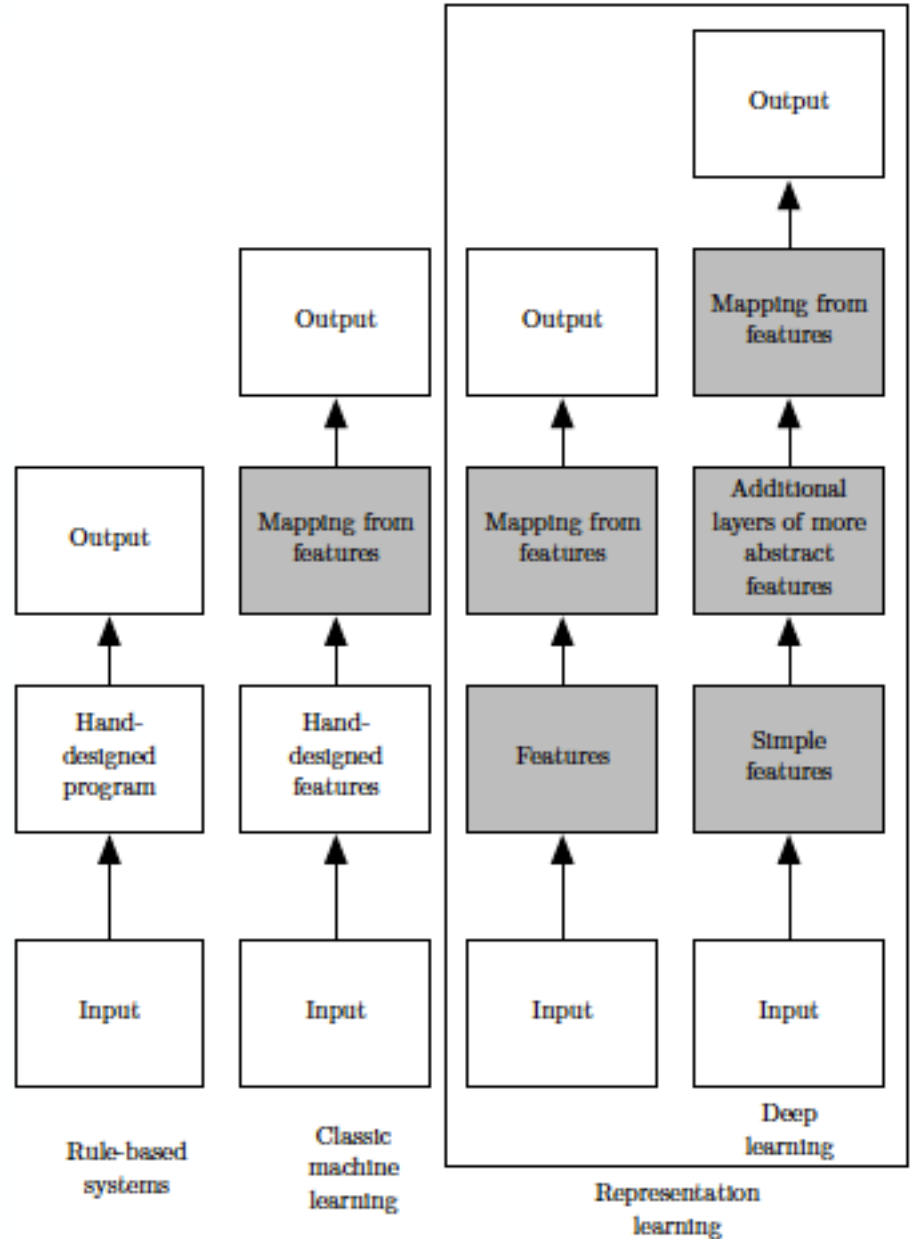 Output
Output
Output
Mapping from
features
Output
Mapping from
features
Mapping from
features
Additional
layers of more
abstract
features
Hand-
designed
program
Hand-
designed
features
Features
Simple
features
Input
Input
Input
Input
Rule-based
systems
Classic
machine
learning
Deep
learning
Representation
learning